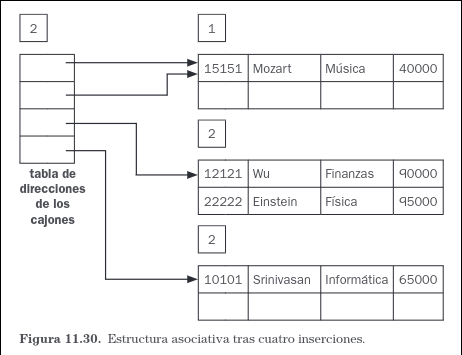 2
1
15151 Mozart Música 40000
2
12121 Wu Finanzas 90000
22222 Einstein Física 95000
tabla de
direcciones
de los
cajones
2
10101 Srinivasan Informática 65000
Figura 11.30. Estructura asociativa tras cuatro inserciones.